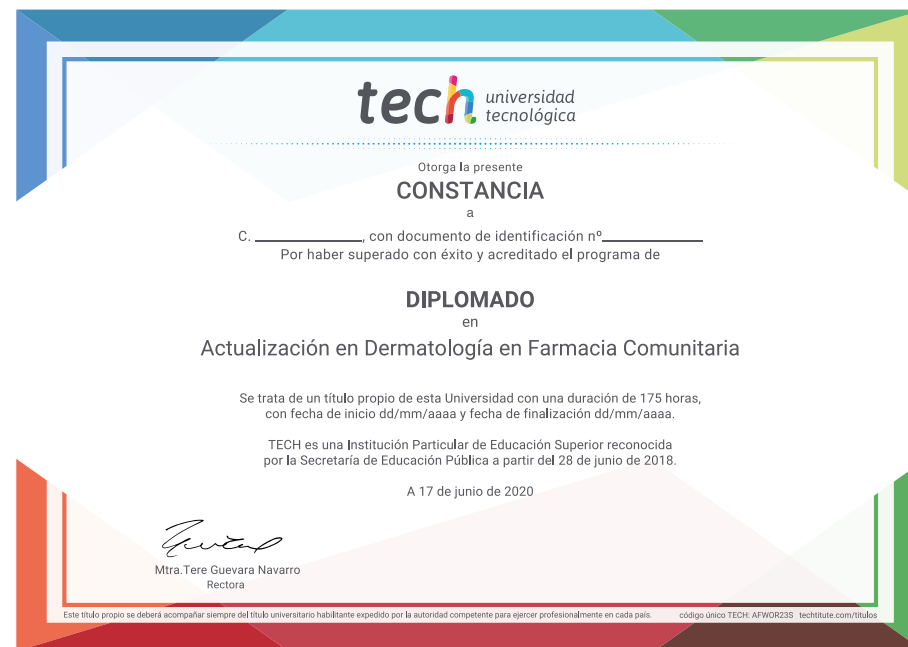 tech universidad
tecnológica
Otorga la presente
CONSTANCIA
a
C. ____________, con documento de identificación nº____________
Por haber superado con éxito y acreditado el programa de
DIPLOMADO
en
Actualización en Dermatología en Farmacia Comunitaria
Se trata de un título propio de esta Universidad con una duración de 175 horas,
con fecha de inicio dd/mm/aaaa y fecha de finalización dd/mm/aaaa.
TECH es una Institución Particular de Educación Superior reconocida
por la Secretaría de Educación Pública a partir del 28 de junio de 2018.
A 17 de junio de 2020
Mtra.Tere Guevara Navarro
Rectora
Este título propio se deberá acompañar siempre del título universitario habilitante expedido por la autoridad competente para ejercer profesionalmente en cada país. código único TECH: AFWOR23S techtitute.com/titulos